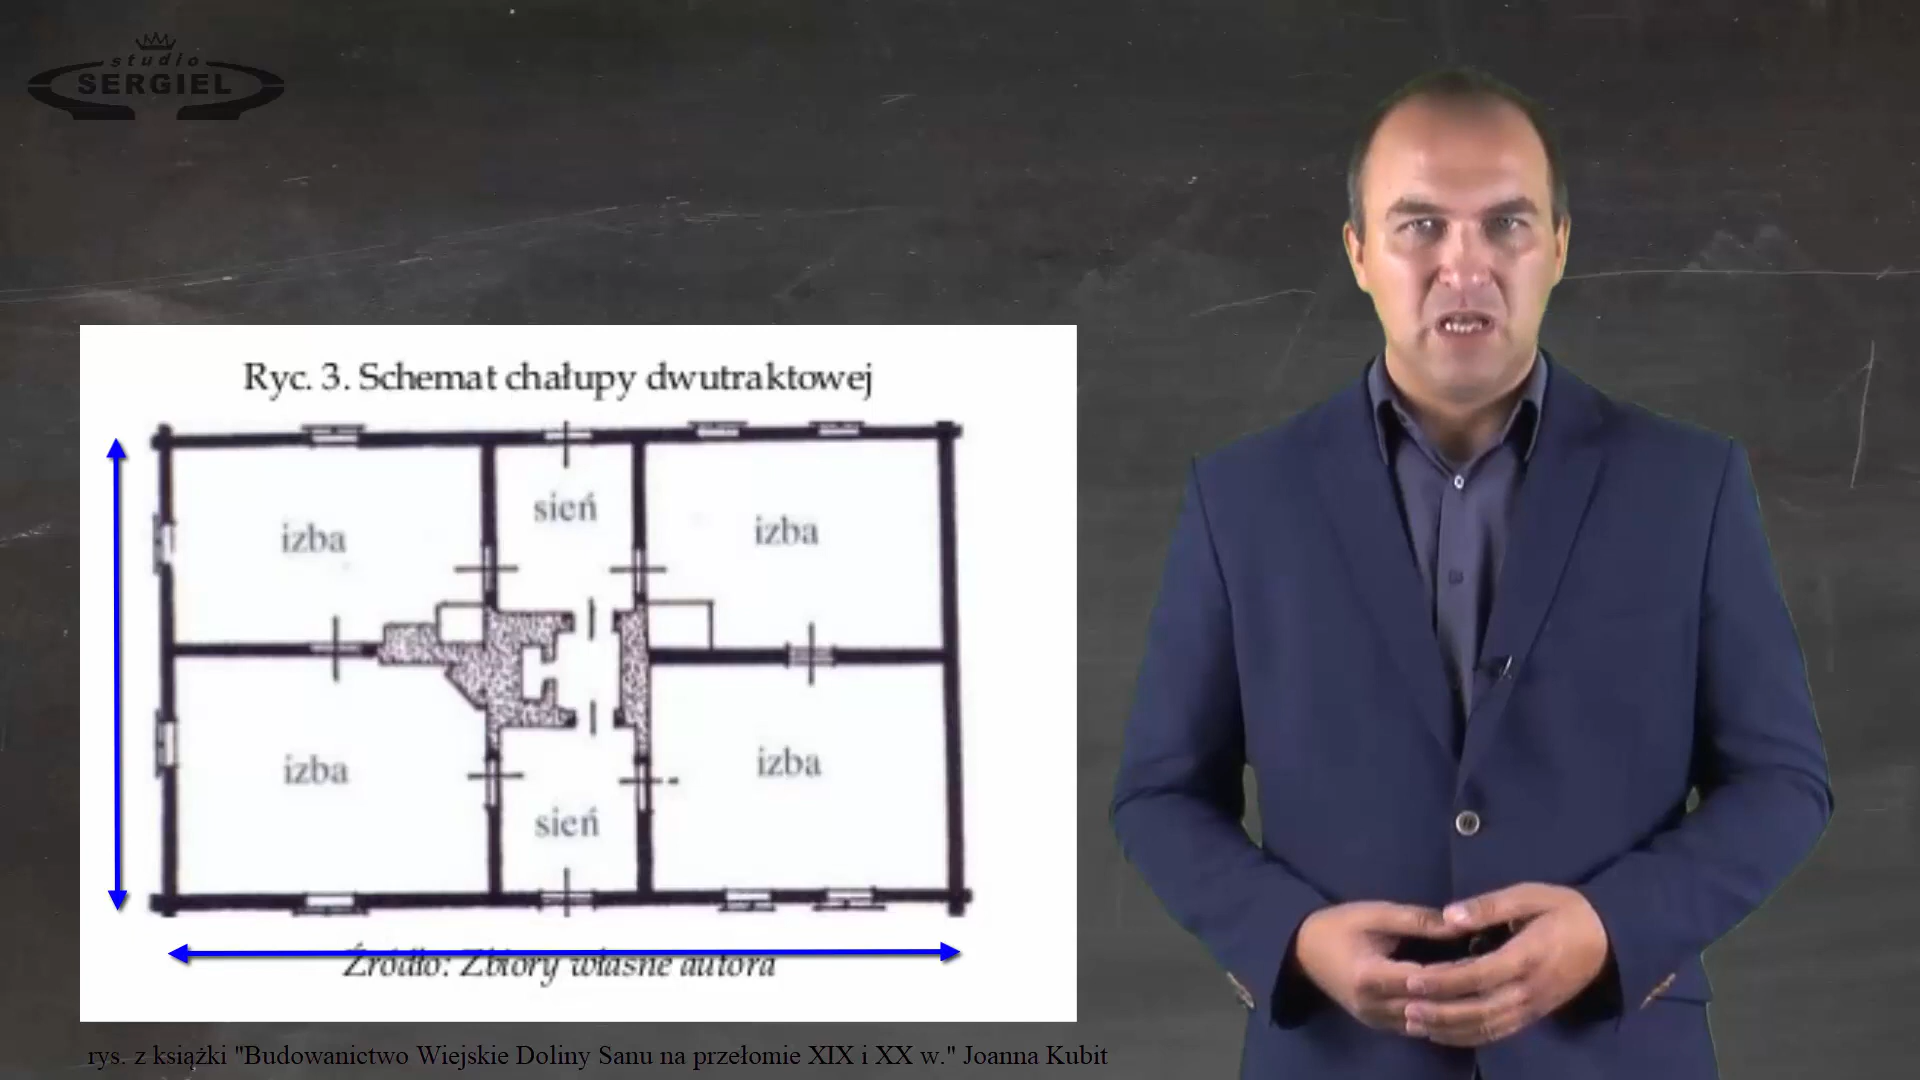 studio
SERGIEL
Ryc. 3. Schemat chałupy dwutraktowej
sień
izba
izba
izba
izba
sień
Źródło: Zbiory własne autora
rys. z książki "Budowanictwo Wiejskie Doliny Sanu na przełomie XIX i XX w." Joanna Kubit